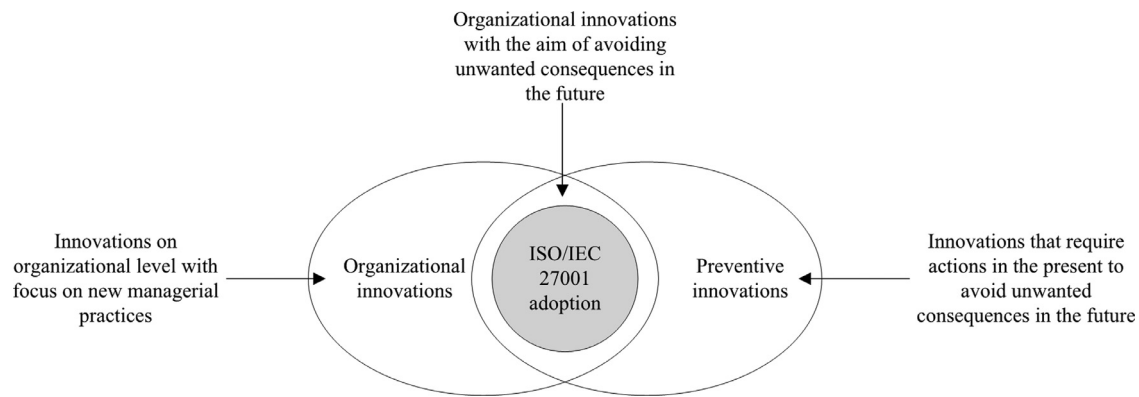 Organizational innovations
with the aim of avoiding
unwanted consequences in
the future
Innovations on
organizational level with
focus on new managerial
practices
Organizational
innovations
ISO/IEC
27001
adoption
Preventive
innovations
Innovations that require
actions in the present to
avoid unwanted
consequences in the future